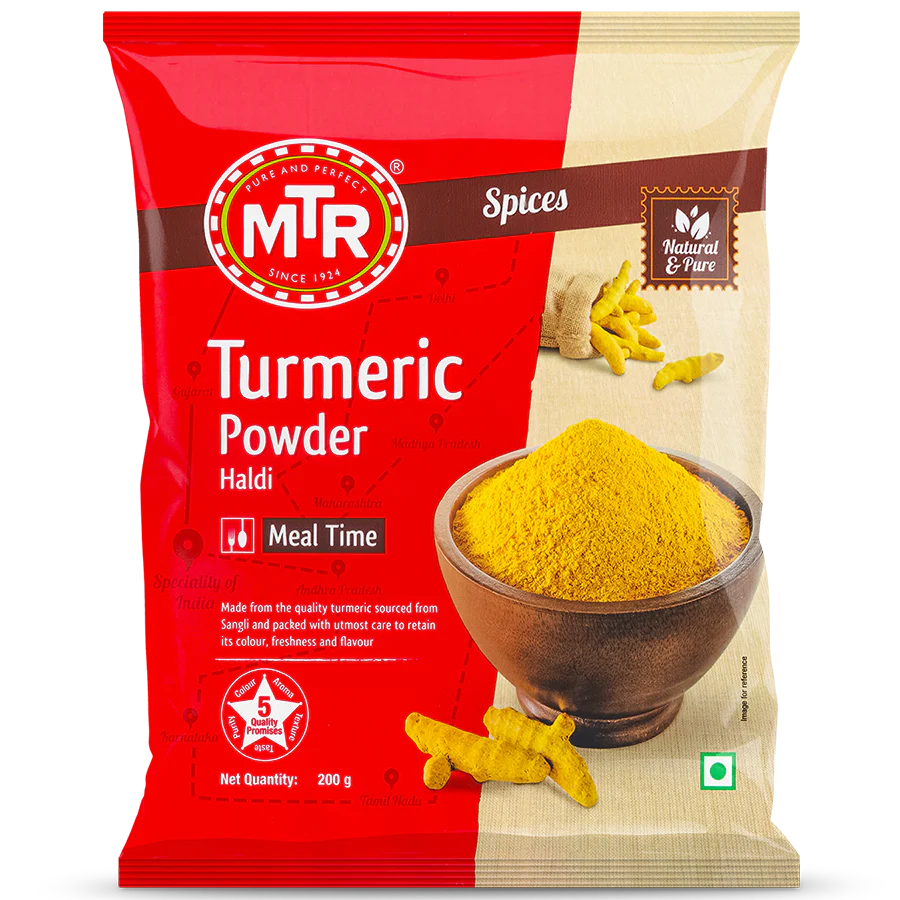 PURE AND PERFECT
MTR
®
SINCE 1924
Spices
Natural
& Pure
Turmeric
Powder
Haldi
Meal Time
Delhi
Gujarat
Madhya Pradesh
Maharashtra
Speciality of
India
Andhra Pradesh
Made from the quality turmeric sourced from
Sangli and packed with utmost care to retain
its colour, freshness and flavour
Purity Colour Aroma Texture Taste
5
Quality
Promises
Karnataka
Net Quantity: 200 g
Tamil Nadu
Image for reference